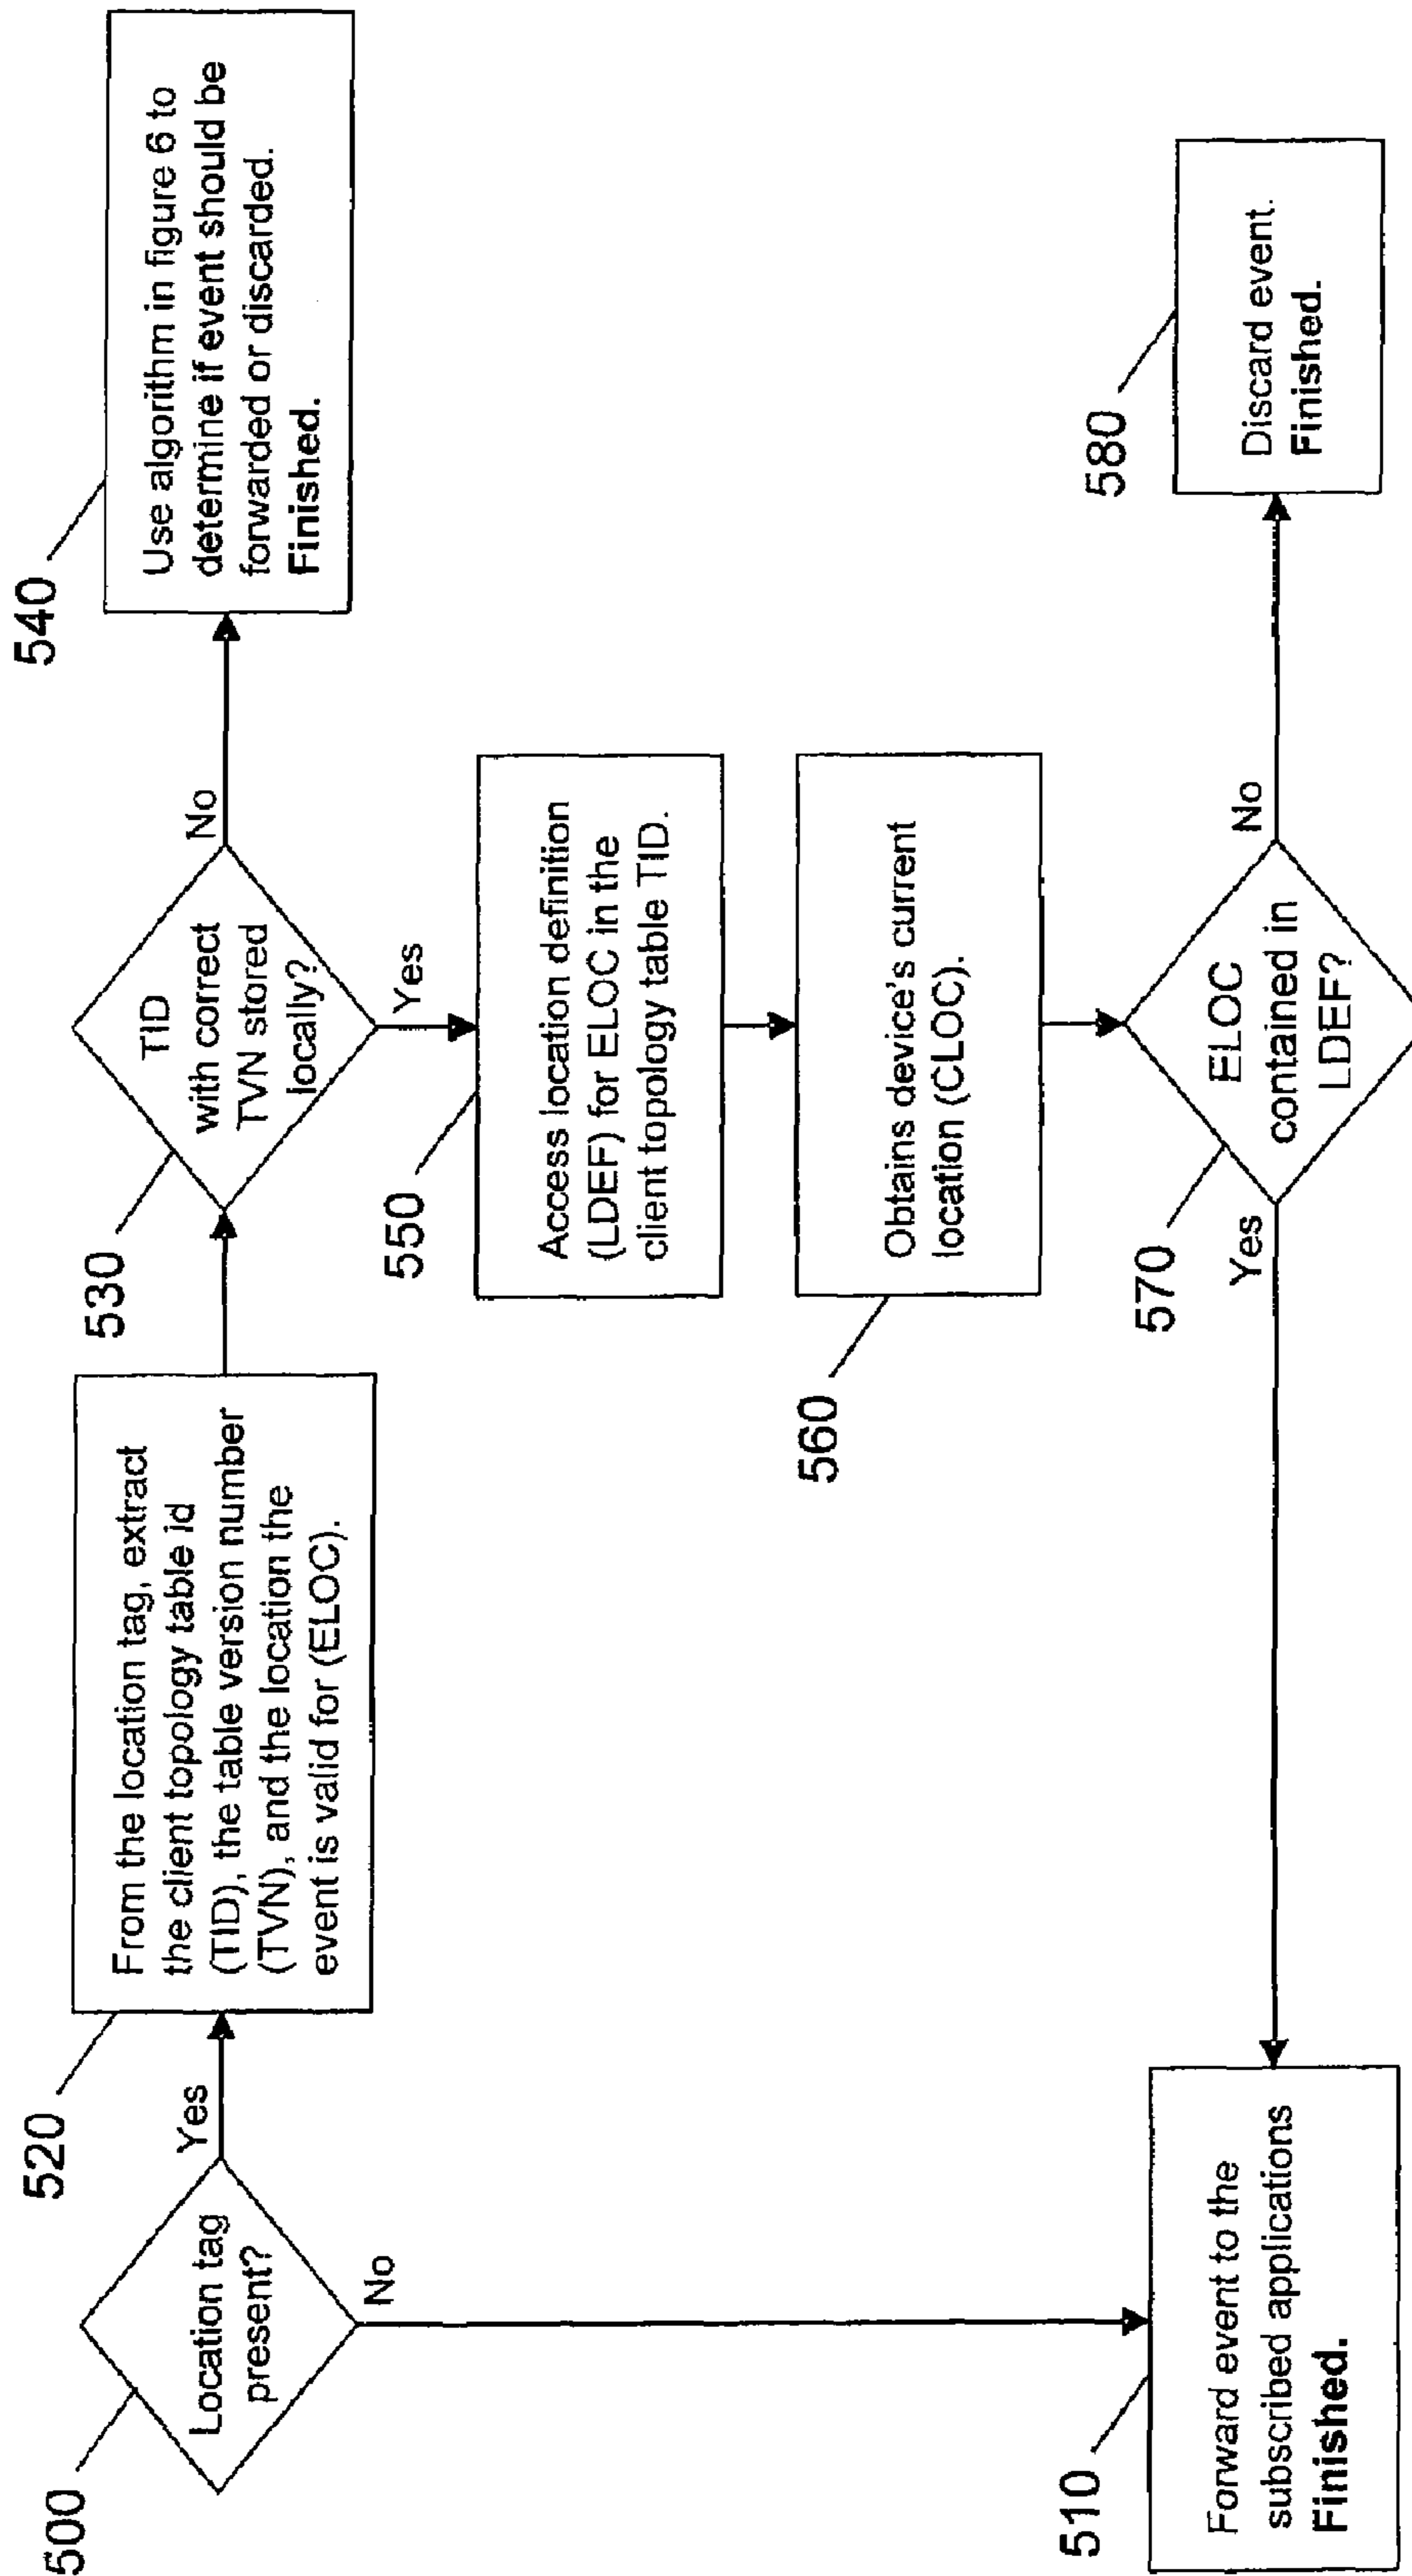 500
Location tag
present?
Yes
No
510
Forward event to the
subscribed applications
Finished.
520
From the location tag, extract
the client topology table id
(TID), the table version number
(TVN), and the location the
event is valid for (ELOC).
530
TID
with correct
TVN stored
locally?
No
Yes
540
Use algorithm in figure 6 to
determine if event should be
forwarded or discarded.
Finished.
550
Access location definition
(LDEF) for ELOC in the
client topology table TID.
560
Obtains device's current
location (CLOC).
570
ELOC
contained in
LDEF?
Yes
No
580
Discard event.
Finished.